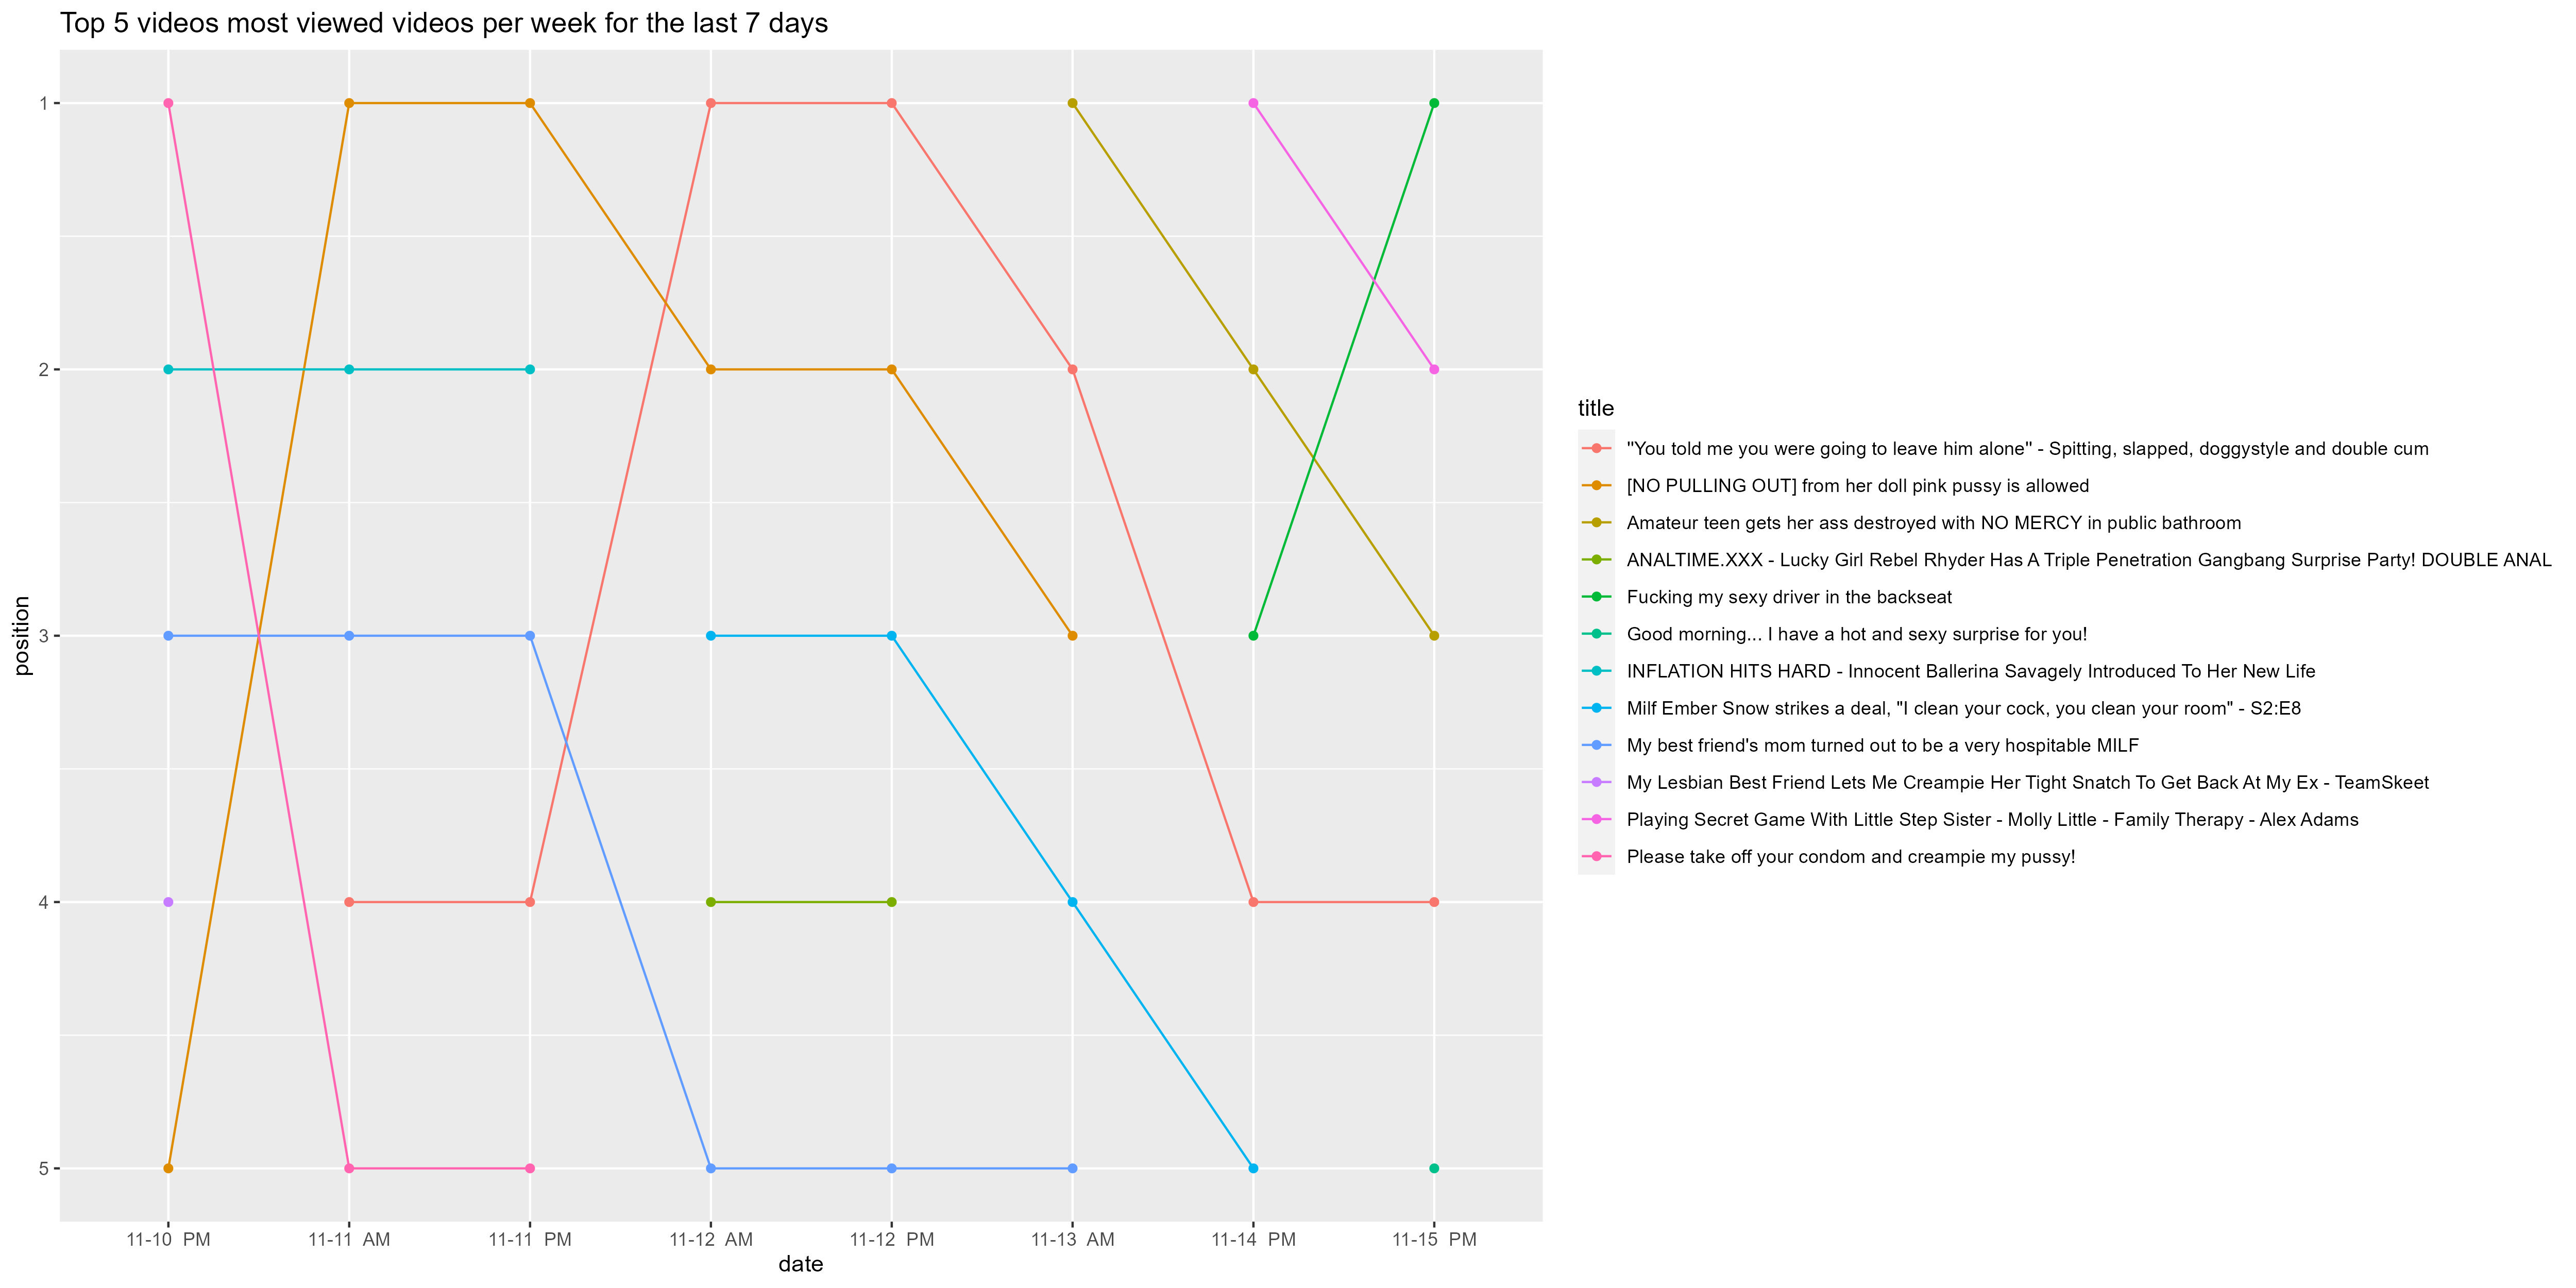 Top 5 videos most viewed videos per week for the last 7 days
position
1
2
3
4
5
11-10 PM
11-11 AM
11-11 PM
11-12 AM
11-12 PM
11-13 AM
11-14 PM
11-15 PM
date
title
"You told me you were going to leave him alone" - Spitting, slapped, doggystyle and double cum
[NO PULLING OUT] from her doll pink pussy is allowed
Amateur teen gets her ass destroyed with NO MERCY in public bathroom
ANALTIME.XXX - Lucky Girl Rebel Rhyder Has A Triple Penetration Gangbang Surprise Party! DOUBLE ANAL
Fucking my sexy driver in the backseat
Good morning... I have a hot and sexy surprise for you!
INFLATION HITS HARD - Innocent Ballerina Savagely Introduced To Her New Life
Milf Ember Snow strikes a deal, "I clean your cock, you clean your room" - S2:E8
My best friend's mom turned out to be a very hospitable MILF
My Lesbian Best Friend Lets Me Creampie Her Tight Snatch To Get Back At My Ex - TeamSkeet
Playing Secret Game With Little Step Sister - Molly Little - Family Therapy - Alex Adams
Please take off your condom and creampie my pussy!